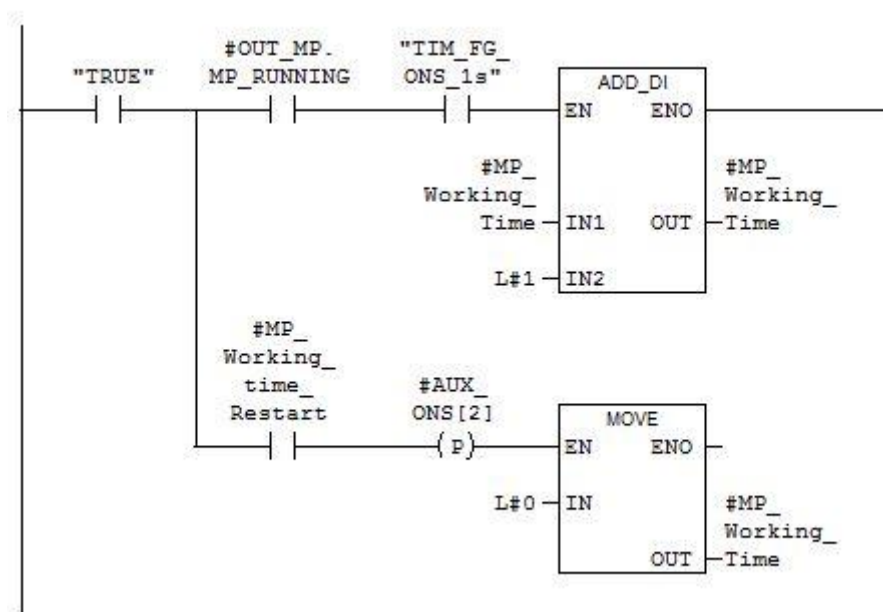 "TRUE"
#OUT_MP.
MP_RUNNING
"TIM_FG_
ONS_1s"
ADD_DI
EN ENO
#MP_
Working_
Time
IN1 OUT
#MP_
Working_
Time
L#1
IN2
#MP_
Working_
time_
Restart
#AUX_
ONS[2]
P
MOVE
EN ENO
L#0
IN
OUT
#MP_
Working_
Time